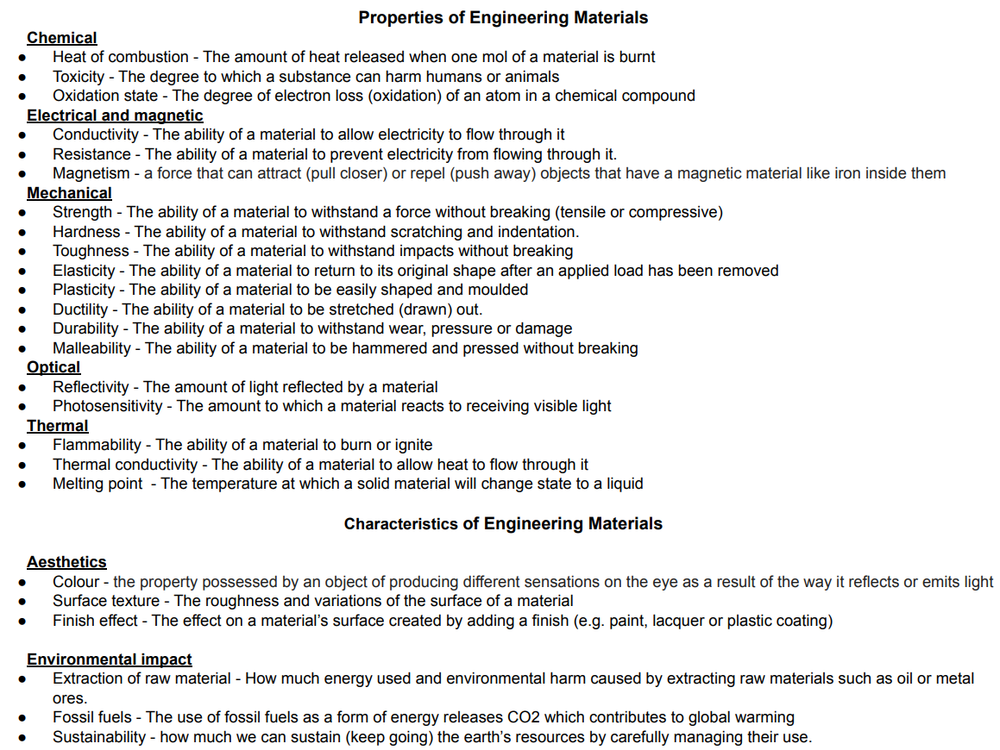 Properties of Engineering Materials
Chemical
● Heat of combustion - The amount of heat released when one mol of a material is burnt
● Toxicity - The degree to which a substance can harm humans or animals
● Oxidation state - The degree of electron loss (oxidation) of an atom in a chemical compound
Electrical and magnetic
● Conductivity - The ability of a material to allow electricity to flow through it
● Resistance - The ability of a material to prevent electricity from flowing through it.
● Magnetism - a force that can attract (pull closer) or repel (push away) objects that have a magnetic material like iron inside them
Mechanical
● Strength - The ability of a material to withstand a force without breaking (tensile or compressive)
● Hardness - The ability of a material to withstand scratching and indentation.
● Toughness - The ability of a material to withstand impacts without breaking
● Elasticity - The ability of a material to return to its original shape after an applied load has been removed
● Plasticity - The ability of a material to be easily shaped and moulded
● Ductility - The ability of a material to be stretched (drawn) out.
● Durability - The ability of a material to withstand wear, pressure or damage
● Malleability - The ability of a material to be hammered and pressed without breaking
Optical
● Reflectivity - The amount of light reflected by a material
● Photosensitivity - The amount to which a material reacts to receiving visible light
Thermal
● Flammability - The ability of a material to burn or ignite
● Thermal conductivity - The ability of a material to allow heat to flow through it
● Melting point  - The temperature at which a solid material will change state to a liquid
Characteristics of Engineering Materials
Aesthetics
● Colour - the property possessed by an object of producing different sensations on the eye as a result of the way it reflects or emits light
● Surface texture - The roughness and variations of the surface of a material
● Finish effect - The effect on a material's surface created by adding a finish (e.g. paint, lacquer or plastic coating)
Environmental impact
● Extraction of raw material - How much energy used and environmental harm caused by extracting raw materials such as oil or metal
ores.
● Fossil fuels - The use of fossil fuels as a form of energy releases CO2 which contributes to global warming
● Sustainability - how much we can sustain (keep going) the earth's resources by carefully managing their use.